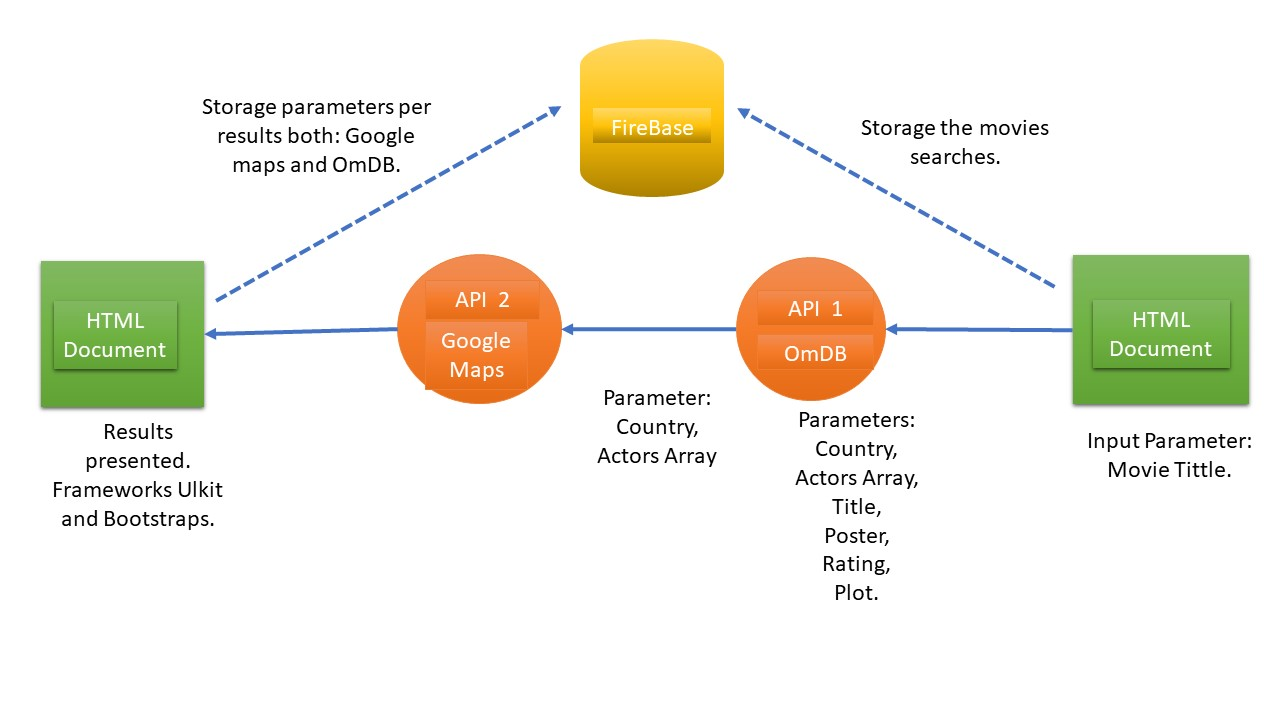 Storage parameters per
results both: Google
maps and OmDB.
FireBase
Storage the movies
searches.
HTML
Document
Results
presented.
Frameworks UIkit
and Bootstraps.
API 2
Google
Maps
Parameter:
Country,
Actors Array
API 1
OmDB
Parameters:
Country,
Actors Array,
Title,
Poster,
Rating,
Plot.
HTML
Document
Input Parameter:
Movie Tittle.